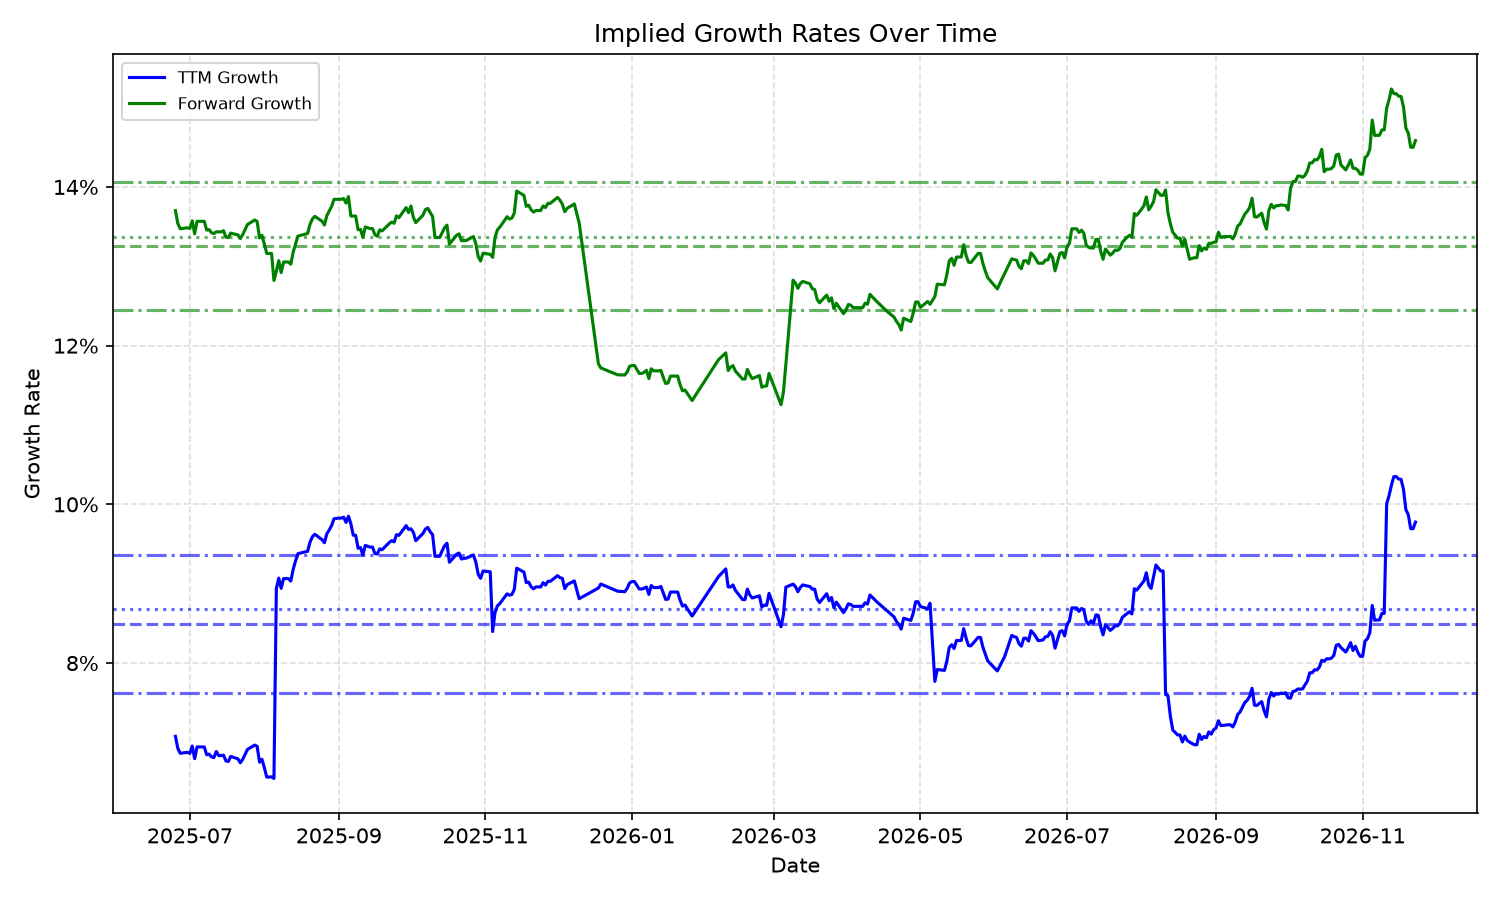 Implied Growth Rates Over Time
TTM Growth
Forward Growth
14%
12%
10%
8%
Growth Rate
2025-07
2025-09
2025-11
2026-01
2026-03
2026-05
2026-07
2026-09
2026-11
Date